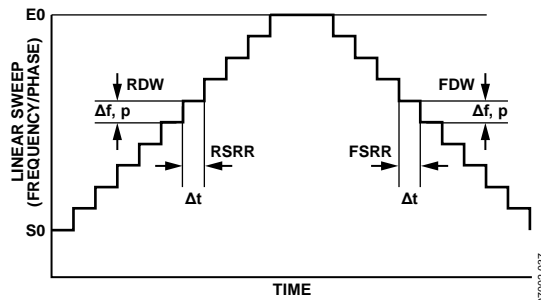 E0
RDW
FDW
Δf, p
Δf, p
LINEAR SWEEP
(FREQUENCY/PHASE)
RSRR
FSRR
Δt
Δt
S0
TIME